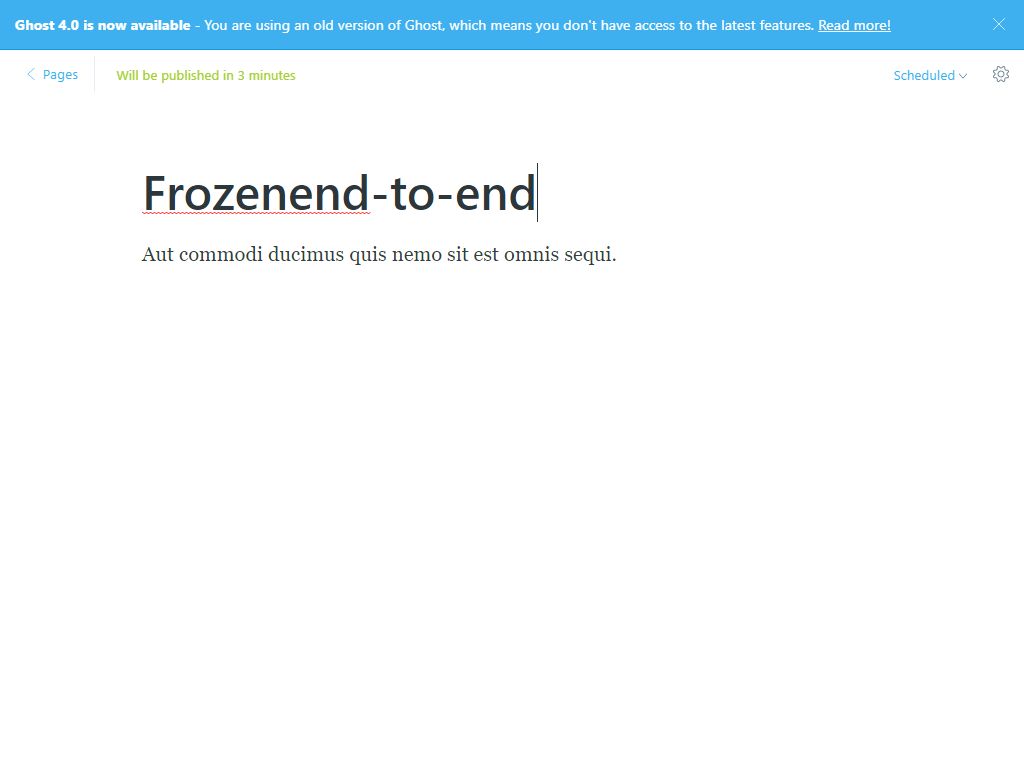 Ghost 4.0 is now available - You are using an old version of Ghost, which means you don't have access to the latest features. Read more!
Pages
Will be published in 3 minutes
Scheduled
Frozenend-to-end
Aut commodi ducimus quis nemo sit est omnis sequi.